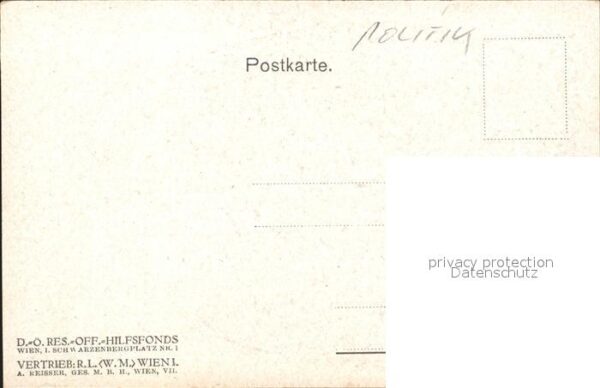 POLITIK
Postkarte.
privacy protection
Datenschutz
D.=Ö. RES.=OFF.=HILFSFONDS
WIEN, I. SCHWARZENBERGPLATZ NR. 1
VERTRIEB: R. L. (W. M.) WIEN I.
A. REISSER, GES. M. B. H., WIEN, VII.